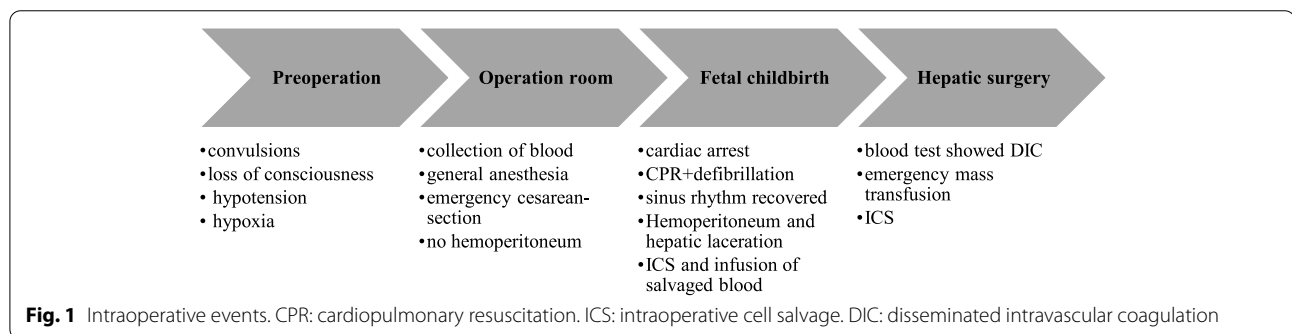 Preoperation
Operation room
Fetal childbirth
Hepatic surgery
•convulsions
•loss of consciousness
• hypotension
• hypoxia
•collection of blood
•general anesthesia
•emergency cesarean-
section
•no hemoperitoneum
•cardiac arrest
•CPR+defibrillation
•sinus rhythm recovered
•Hemoperitoneum and
hepatic laceration
•ICS and infusion of
salvaged blood
•blood test showed DIC
•emergency mass
transfusion
•ICS
Fig. 1 Intraoperative events. CPR: cardiopulmonary resuscitation. ICS: intraoperative cell salvage. DIC: disseminated intravascular coagulation